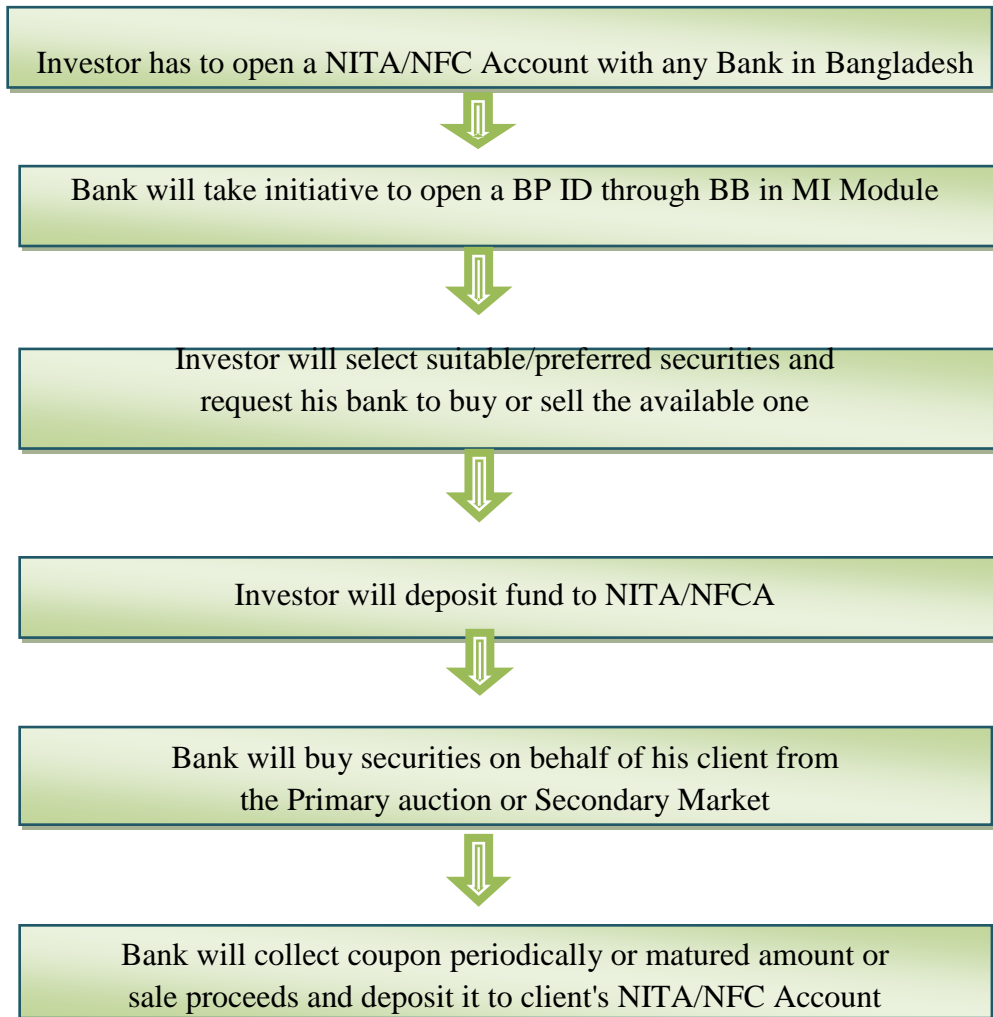 Investor has to open a NITA/NFC Account with any Bank in Bangladesh
Bank will take initiative to open a BP ID through BB in MI Module
Investor will select suitable/preferred securities and
request his bank to buy or sell the available one
Investor will deposit fund to NITA/NFCA
Bank will buy securities on behalf of his client from
the Primary auction or Secondary Market
Bank will collect coupon periodically or matured amount or
sale proceeds and deposit it to client's NITA/NFC Account